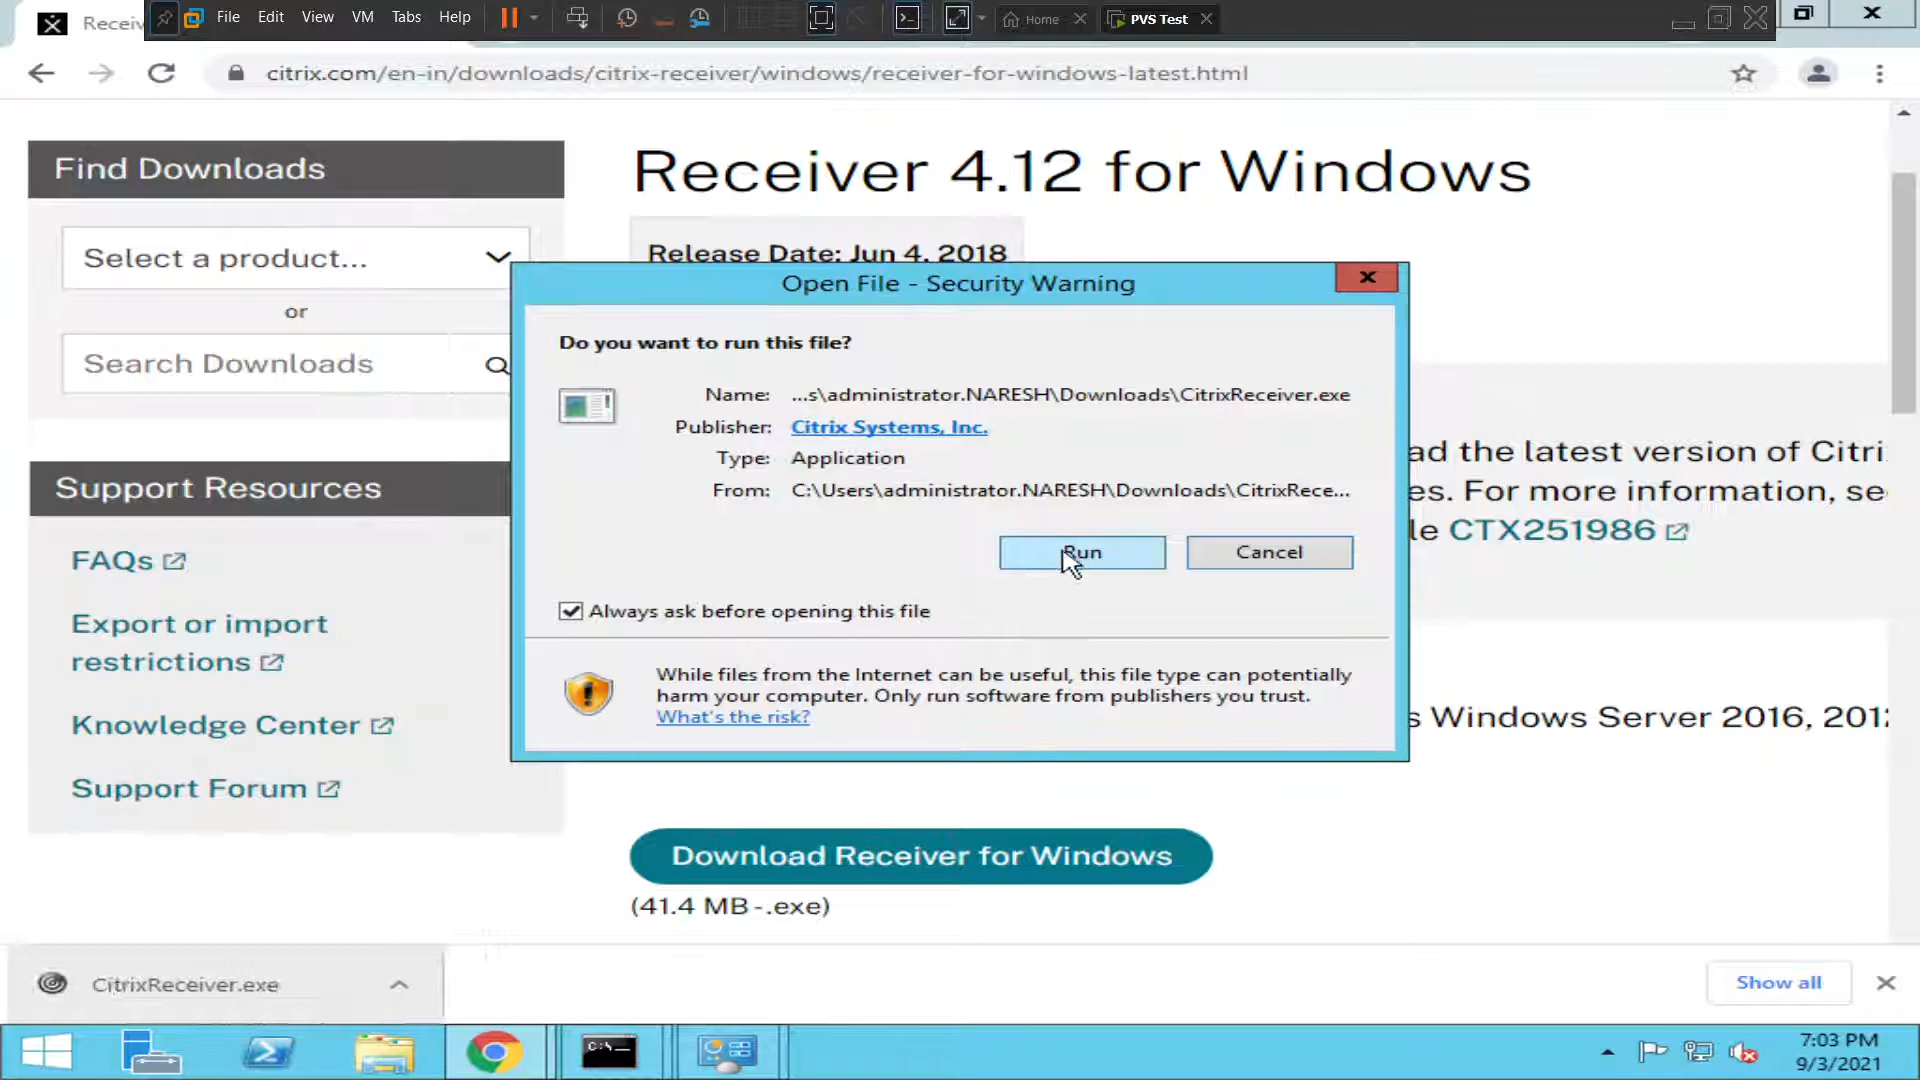 Receiv
File Edit View VM Tabs Help
Home
PVS Test
citrix.com/en-in/downloads/citrix-receiver/windows/receiver-for-windows-latest.html
Find Downloads
Select a product...
or
Search Downloads
Support Resources
FAQs
Export or import
restrictions
Knowledge Center
Support Forum
Receiver 4.12 for Windows
Release Date: Jun 4, 2018
ad the latest version of Citri
es. For more information, se
le CTX251986
s Windows Server 2016, 201
Open File - Security Warning
Do you want to run this file?
Name: ...s\administrator.NARESH\Downloads\CitrixReceiver.exe
Publisher: Citrix Systems, Inc.
Type: Application
From: C:\Users\administrator.NARESH\Downloads\CitrixRece...
Run Cancel
Always ask before opening this file
While files from the Internet can be useful, this file type can potentially
harm your computer. Only run software from publishers you trust.
What's the risk?
Download Receiver for Windows
(41.4 MB - .exe)
CitrixReceiver.exe
Show all
C:\
7:03 PM
9/3/2021